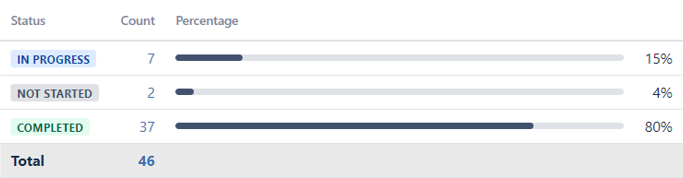 Status Count Percentage
IN PROGRESS 7 15%
NOT STARTED 2 4%
COMPLETED 37 80%
Total 46